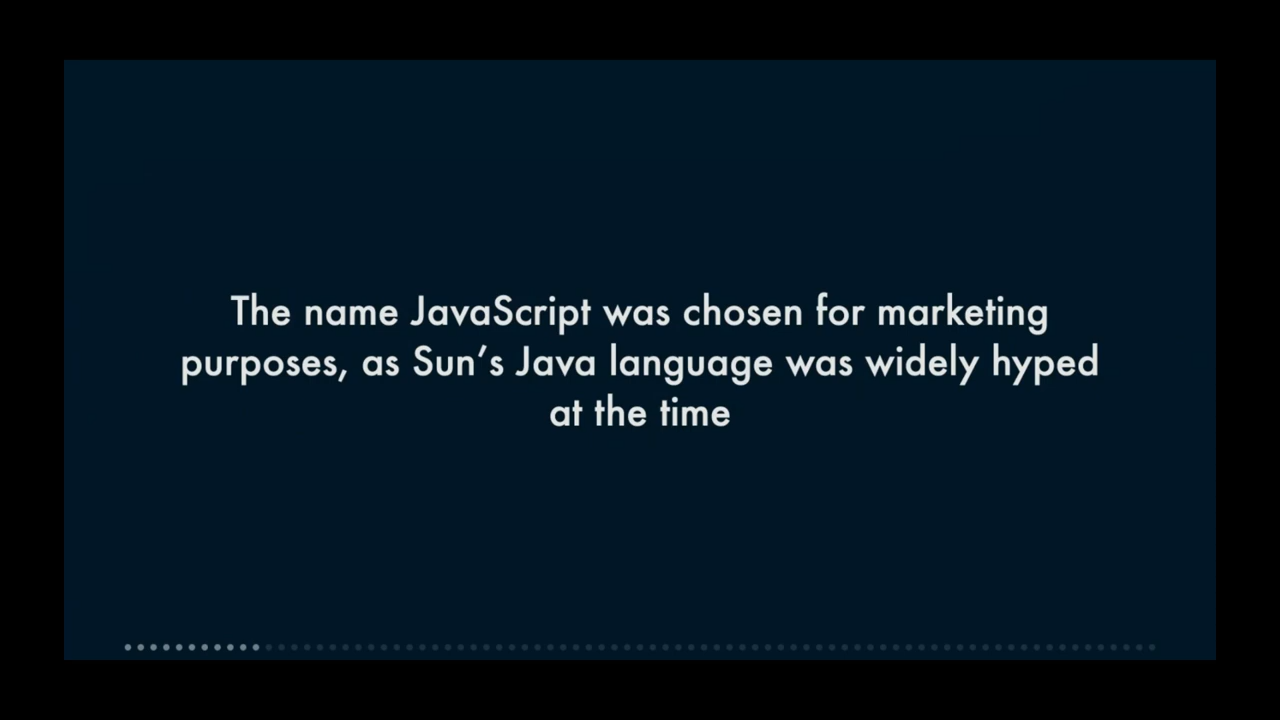 The name JavaScript was chosen for marketing
purposes, as Sun’s Java language was widely hyped
at the time